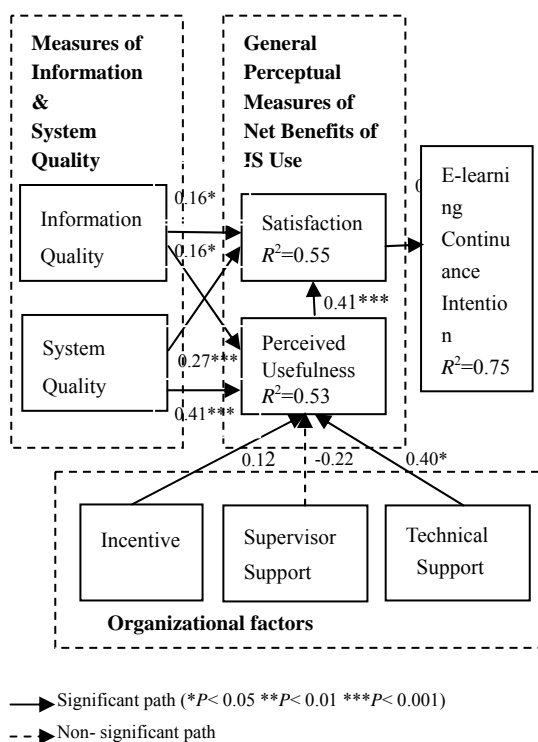 Measures of
Information
&
System
Quality
General
Perceptual
Measures of
Net Benefits of
IS Use
Information
Quality
System
Quality
0.16*
0.16*
0.27***
0.41***
Satisfaction
R²=0.55
0.41***
Perceived
Usefulness
R²=0.53
E-learni
ng
Continu
ance
Intentio
n
R²=0.75
0.12
-0.22
0.40*
Incentive
Supervisor
Support
Technical
Support
Organizational factors
Significant path (*P< 0.05 **P< 0.01 ***P< 0.001)
Non- significant path